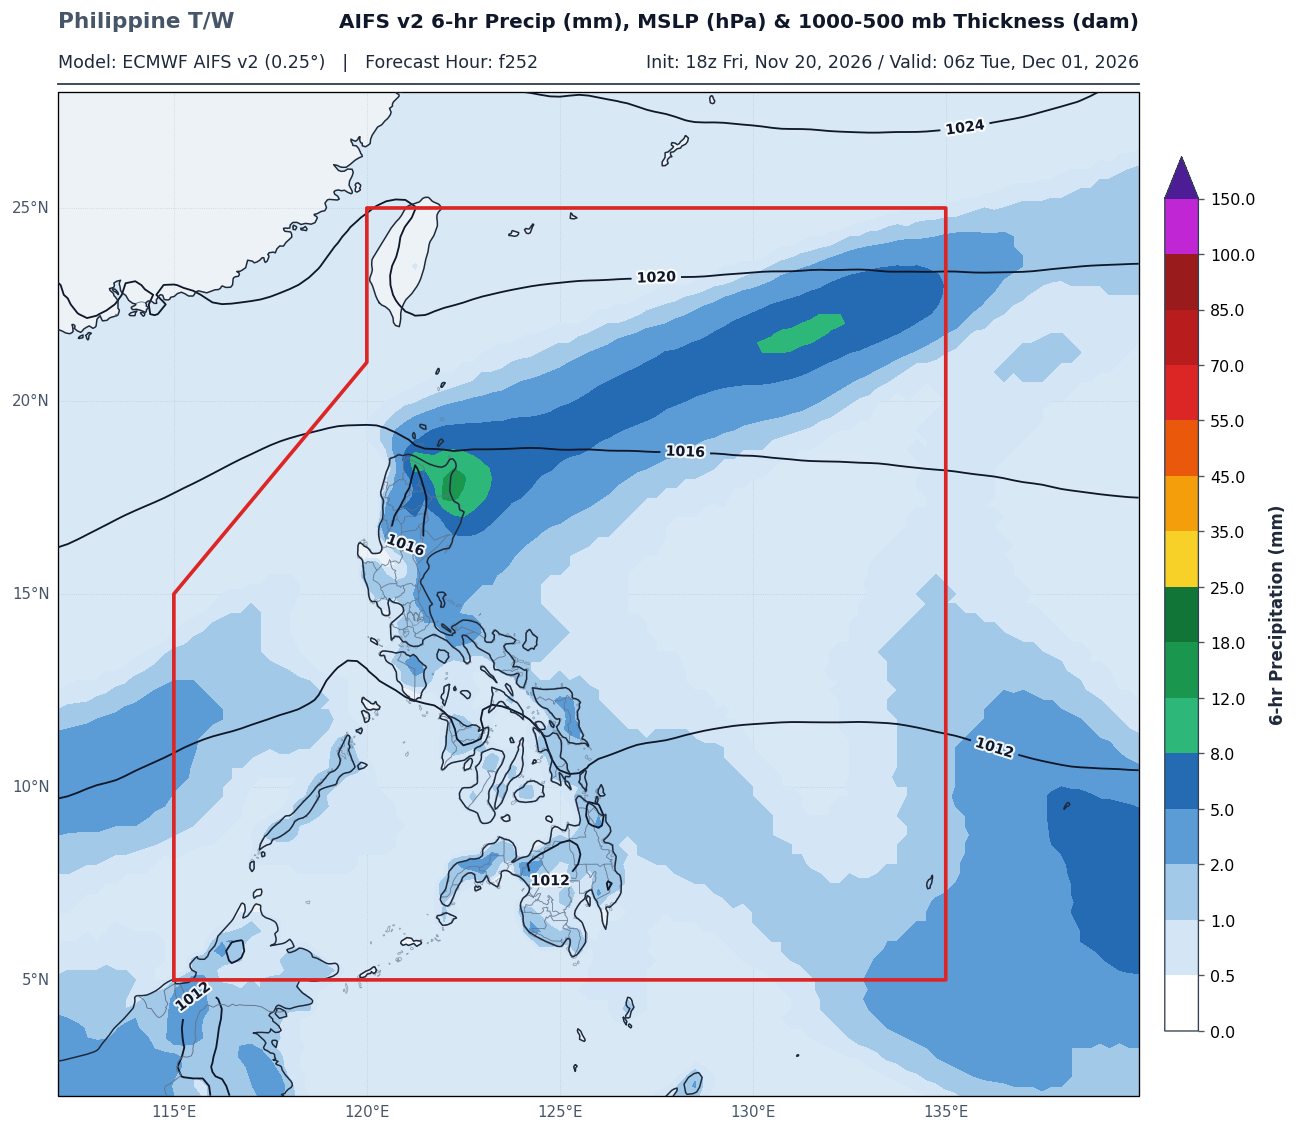 Philippine T/W
AIFS v2 6-hr Precip (mm), MSLP (hPa) & 1000-500 mb Thickness (dam)
Model: ECMWF AIFS v2 (0.25°)   |   Forecast Hour: f252
Init: 18z Fri, Nov 20, 2026 / Valid: 06z Tue, Dec 01, 2026
1024
25°N
1020
20°N
1016
1016
15°N
1012
10°N
1012
5°N
1012
115°E
120°E
125°E
130°E
135°E
150.0
100.0
85.0
70.0
55.0
45.0
35.0
25.0
18.0
12.0
8.0
5.0
2.0
1.0
0.5
0.0
6-hr Precipitation (mm)